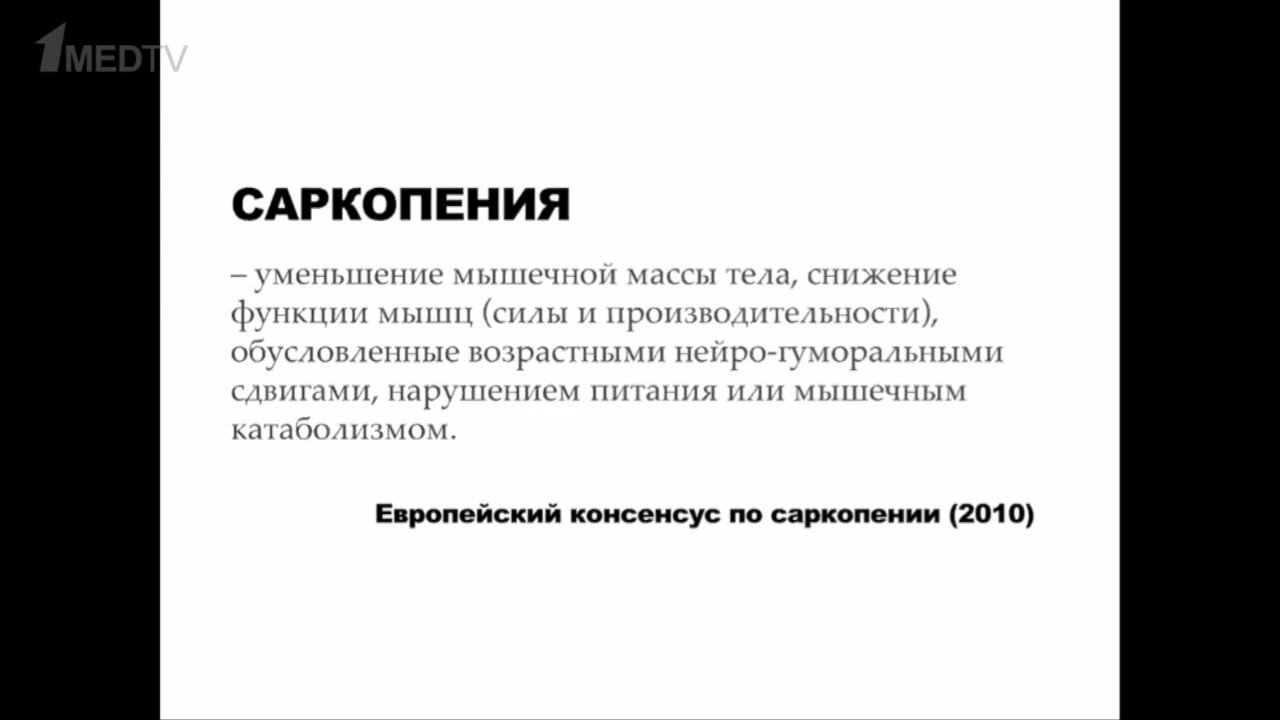 1MEDTV
САРКОПЕНИЯ
– уменьшение мышечной массы тела, снижение
функции мышц (силы и производительности),
обусловленные возрастными нейро-гуморальными
сдвигами, нарушением питания или мышечным
катаболизмом.
Европейский консенсус по саркопении (2010)